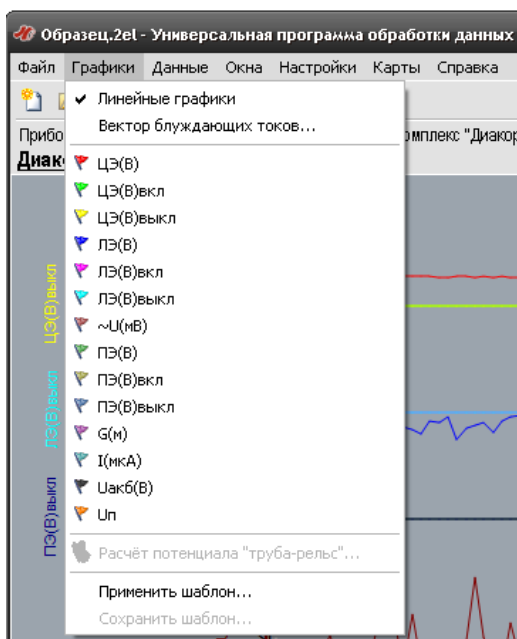 Образец.2el - Универсальная программа обработки данных
Файл Графики Данные Окна Настройки Карты Справка
Линейные графики
Вектор блуждающих токов...
Прибо
омплекс "Диакор
Диак
ЦЭ(В)
ЦЭ(В)вкл
ЦЭ(В)выкл
ЛЭ(В)
ЛЭ(В)вкл
ЛЭ(В)выкл
~U(мВ)
ПЭ(В)
ПЭ(В)вкл
ПЭ(В)выкл
G(м)
I(мкА)
Uакб(В)
Uп
Расчёт потенциала "труба-рельс"...
Применить шаблон...
Сохранить шаблон...
ЦЭ(В)выкл
ЛЭ(В)выкл
ПЭ(В)выкл